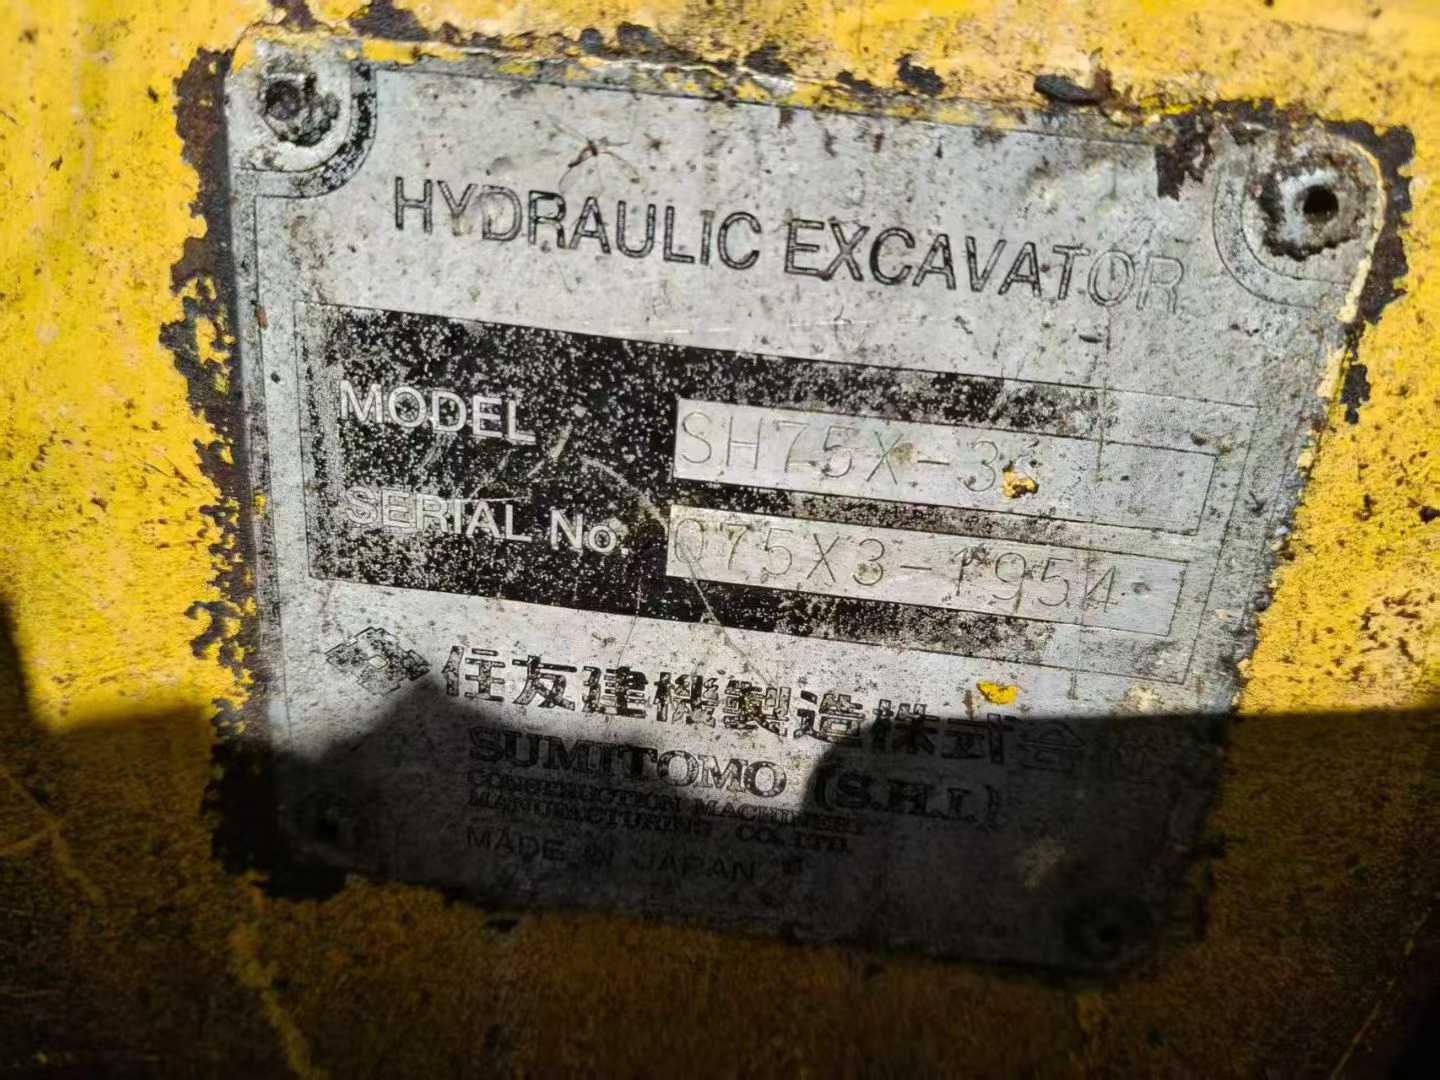 HYDRAULIC EXCAVATOR
MODEL SH75X-3
SERIAL No. 075X3-1954
住友建機製造株式会社
SUMITOMO (S.H.I.)
CONSTRUCTION MACHINERY
MANUFACTURING CO., LTD.
MADE IN JAPAN